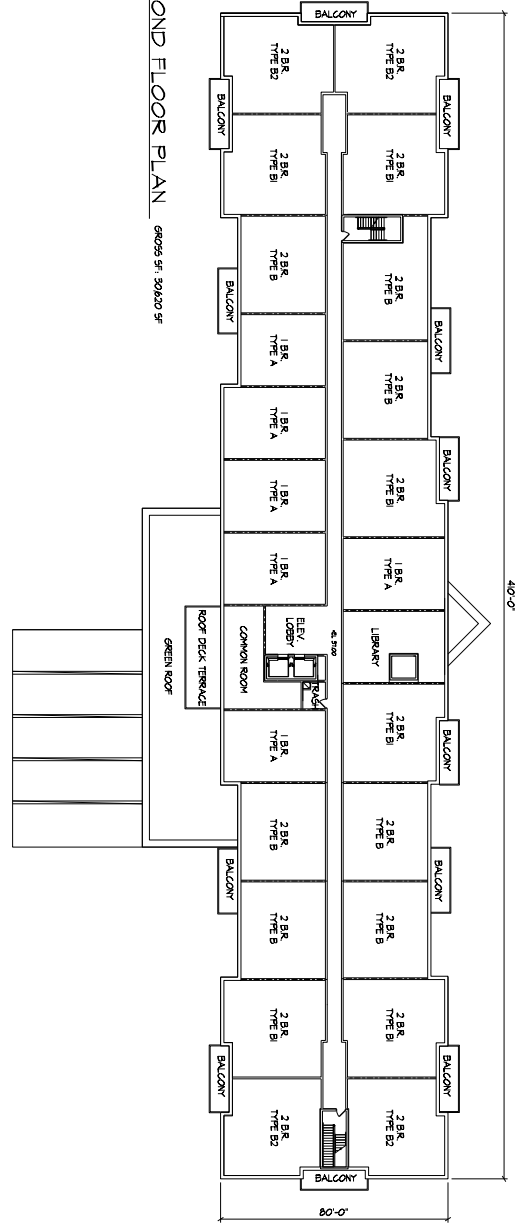 410'-0"
80'-0"
BALCONY
BALCONY
BALCONY
BALCONY
BALCONY
BALCONY
BALCONY
BALCONY
2 B.R.
TYPE B2
2 B.R.
TYPE B1
2 B.R.
TYPE B
2 B.R.
TYPE B
2 B.R.
TYPE B1
1 B.R.
TYPE A
LIBRARY
2 B.R.
TYPE B1
2 B.R.
TYPE B
2 B.R.
TYPE B
2 B.R.
TYPE B1
2 B.R.
TYPE B2
ELEV.
LOBBY
TRASH
2 B.R.
TYPE B2
2 B.R.
TYPE B1
2 B.R.
TYPE B
1 B.R.
TYPE A
1 B.R.
TYPE A
1 B.R.
TYPE A
1 B.R.
TYPE A
COMMON ROOM
1 B.R.
TYPE A
2 B.R.
TYPE B
2 B.R.
TYPE B
2 B.R.
TYPE B1
2 B.R.
TYPE B2
BALCONY
BALCONY
BALCONY
BALCONY
ROOF DECK TERRACE
GREEN ROOF
OND FLOOR PLAN
GROSS SF: 30,620 SF